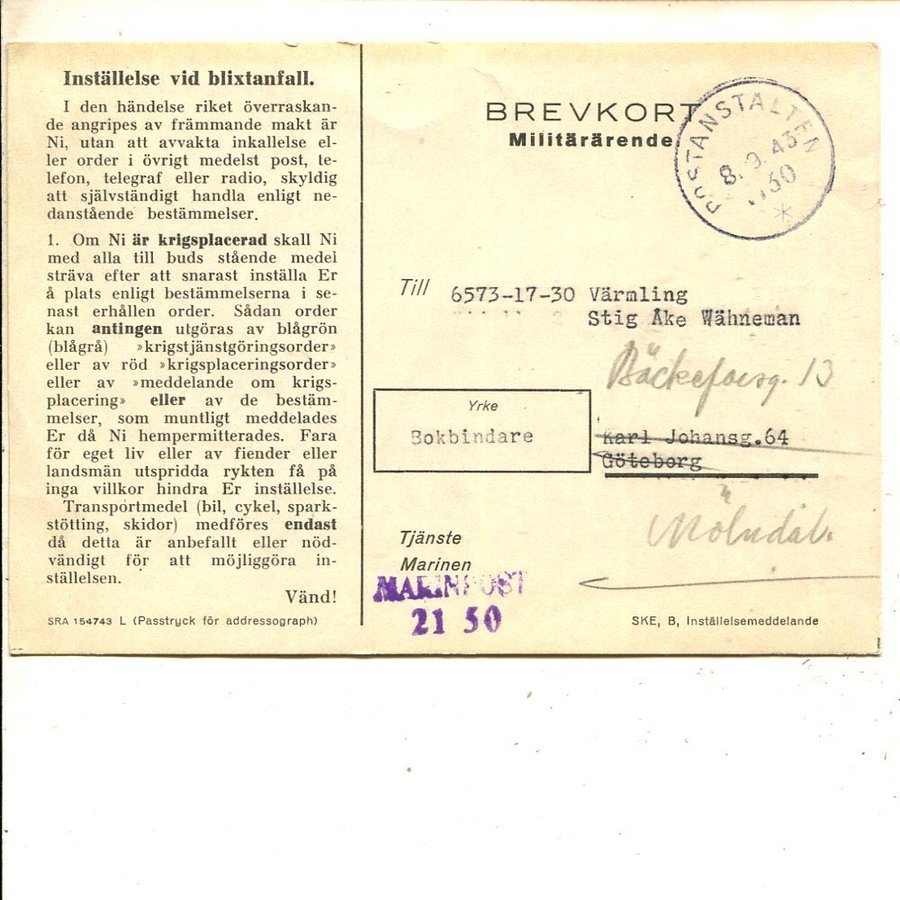 Inställelse vid blixtanfall.
I den händelse riket överraskan-
de angripes av främmande makt är
Ni, utan att avvakta inkallelse el-
ler order i övrigt medelst post, te-
lefon, telegraf eller radio, skyldig
att självständigt handla enligt ne-
danstående bestämmelser.
1. Om Ni är krigsplacerad skall Ni
med alla till buds stående medel
sträva efter att snarast inställa Er
å plats enligt bestämmelserna i se-
nast erhållen order. Sådan order
kan antingen utgöras av blågrön
(blågrå) »krigstjänstgöringsorder»
eller av röd »krigsplaceringsorder»
eller av »meddelande om krigs-
placering» eller av de bestäm-
melser, som muntligt meddelades
Er då Ni hempermitterades. Fara
för eget liv eller av fiender eller
landsmän utspridda rykten få på
inga villkor hindra Er inställelse.
Transportmedel (bil, cykel, spark-
stötting, skidor) medföres endast
då detta är anbefallt eller nöd-
vändigt för att möjliggöra in-
ställelsen.
Vänd!
SRA 154743 L (Passtryck för addressograph)
BREVKORT
Militärärende
POSTANSTALTEN
8. 9. 43
Till
6573-17-30 Värmling
Stig Åke Wähneman
13
Yrke
Bokbindare
Karl Johansg.64
Göteborg
Mölndal.
Tjänste
Marinen
MARINPOST
21 50
SKE, B, Inställelsemeddelande